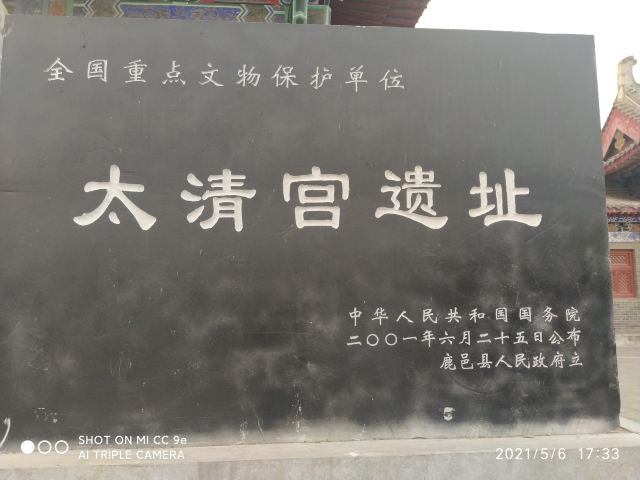 全国重点文物保护单位
太清宫遗址
中华人民共和国国务院
二〇〇一年六月二十五日公布
鹿邑县人民政府立
SHOT ON MI CC 9e
AI TRIPLE CAMERA
2021/5/6 17:33